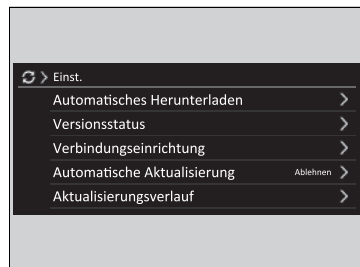 Einst.
Automatisches Herunterladen
Versionsstatus
Verbindungseinrichtung
Automatische Aktualisierung Ablehnen
Aktualisierungsverlauf